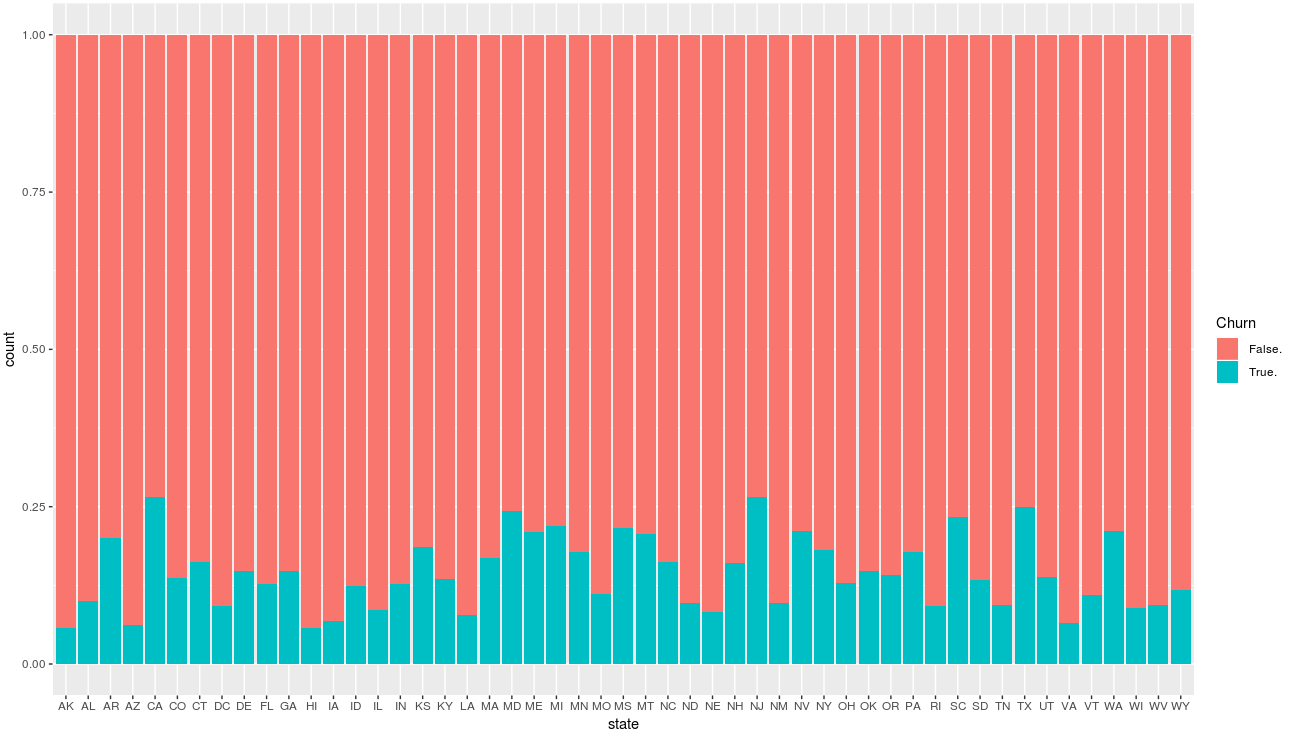 1.00
0.75
0.50
0.25
0.00
count
AK AL AR AZ CA CO CT DC DE FL GA HI IA ID IL IN KS KY LA MA MD ME MI MN MO MS MT NC ND NE NH NJ NM NV NY OH OK OR PA RI SC SD TN TX UT VA VT WA WI WV WY
state
Churn
False.
True.